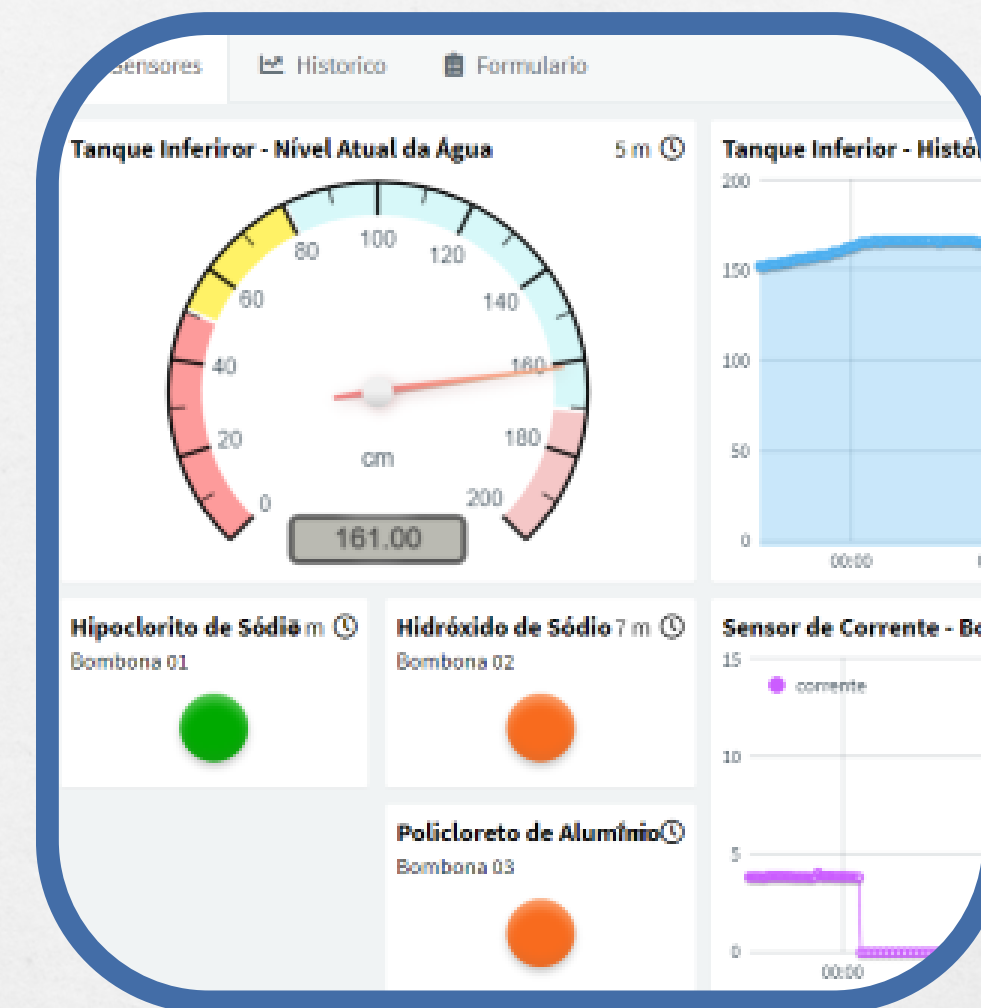 Sensores Historico Formulario
Tanque Inferiror - Nível Atual da Água 5 m
80 100 120
60 140
40 160
20 180
0 200
cm
161.00
Tanque Inferior - Histó
200
150
100
50
0
00:00
Hipoclorito de Sódio m
Bombona 01
Hidróxido de Sódio 7 m
Bombona 02
Policloreto de Alumínio
Bombona 03
Sensor de Corrente - Bo
15
corrente
10
5
0
00:00